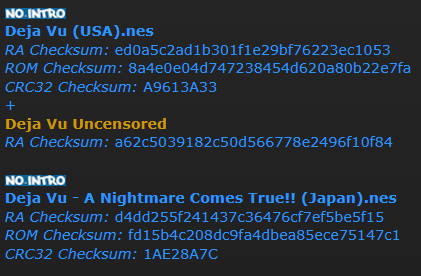 NO-INTRO
Deja Vu (USA).nes
RA Checksum: ed0a5c2ad1b301f1e29bf76223ec1053
ROM Checksum: 8a4e0e04d747238454d620a80b22e7fa
CRC32 Checksum: A9613A33
+
Deja Vu Uncensored
RA Checksum: a62c5039182c50d566778e2496f10f84
NO-INTRO
Deja Vu - A Nightmare Comes True!! (Japan).nes
RA Checksum: d4dd255f241437c36476cf7ef5be5f15
ROM Checksum: fd15b4c208dc9fa4dbea85ece75147c1
CRC32 Checksum: 1AE28A7C